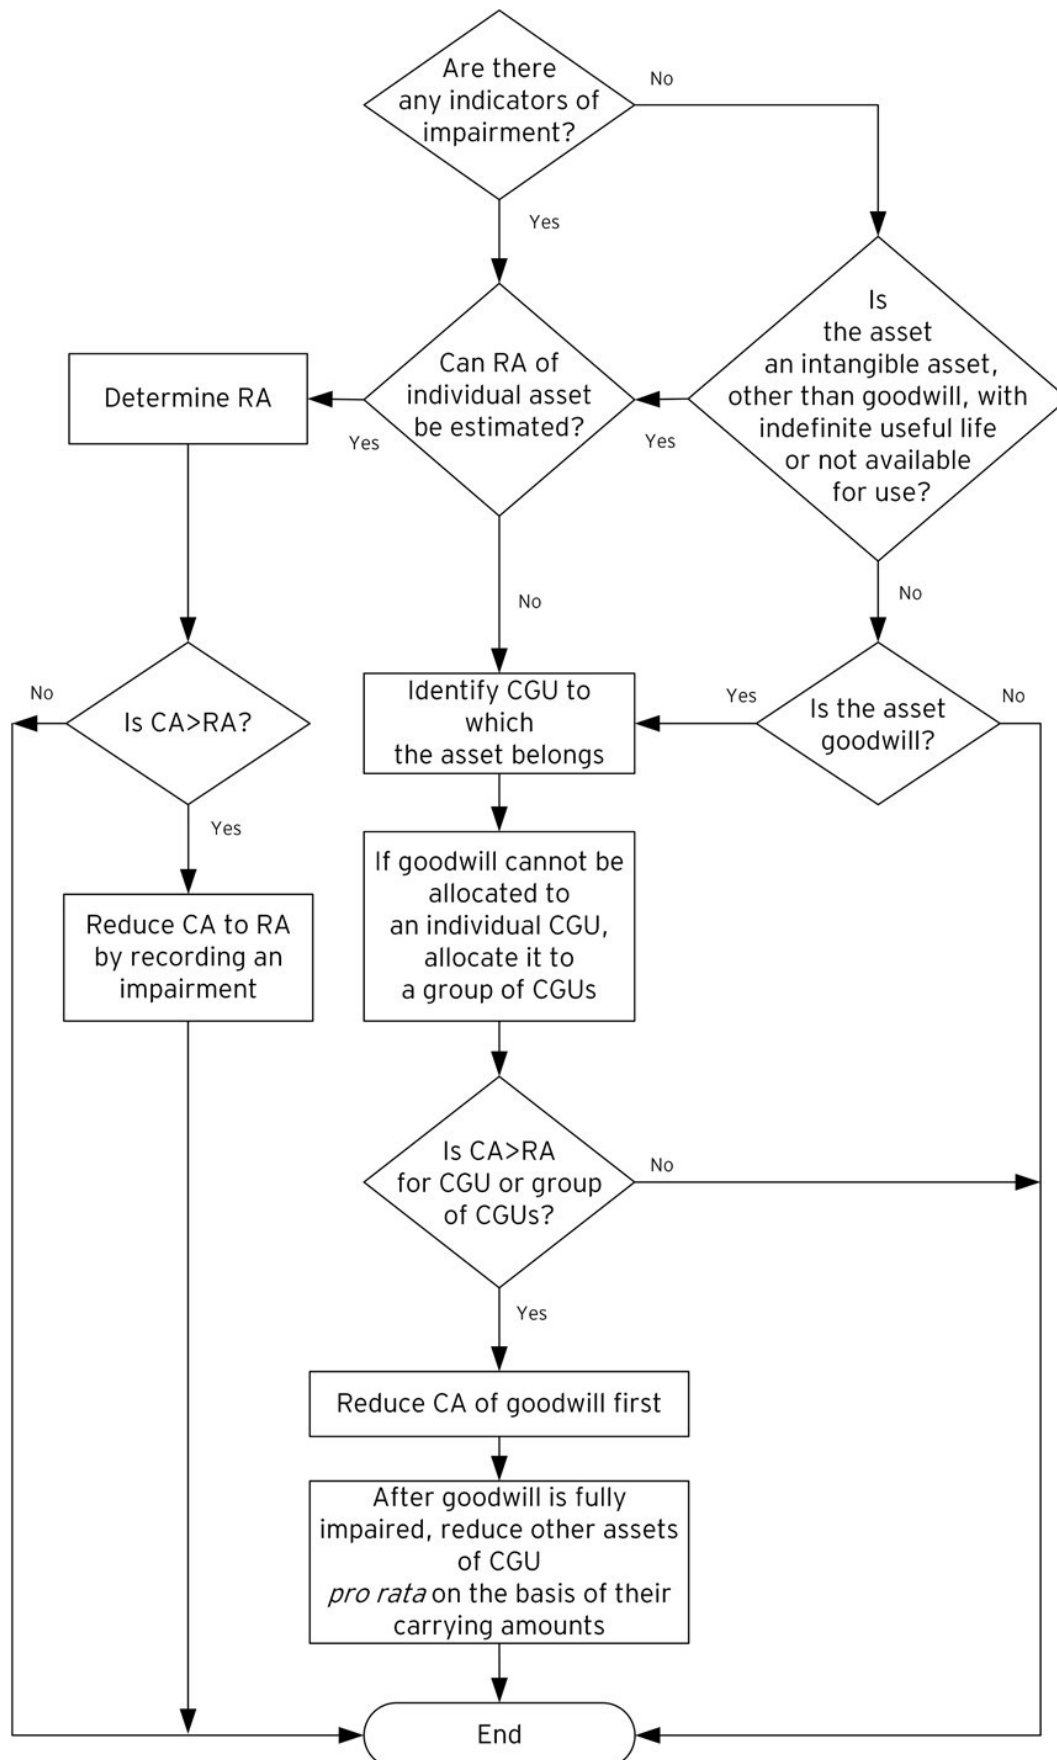 Are there
any indicators of
impairment?
No
Yes
Is
the asset
an intangible asset,
other than goodwill, with
indefinite useful life
or not available
for use?
Yes
No
Can RA of
individual asset
be estimated?
Yes
No
Determine RA
Is CA>RA?
No
Yes
Reduce CA to RA
by recording an
impairment
Identify CGU to
which
the asset belongs
Is the asset
goodwill?
Yes
No
If goodwill cannot be
allocated to
an individual CGU,
allocate it to
a group of CGUs
Is CA>RA
for CGU or group
of CGUs?
No
Yes
Reduce CA of goodwill first
After goodwill is fully
impaired, reduce other assets
of CGU
pro rata on the basis of their
carrying amounts
End